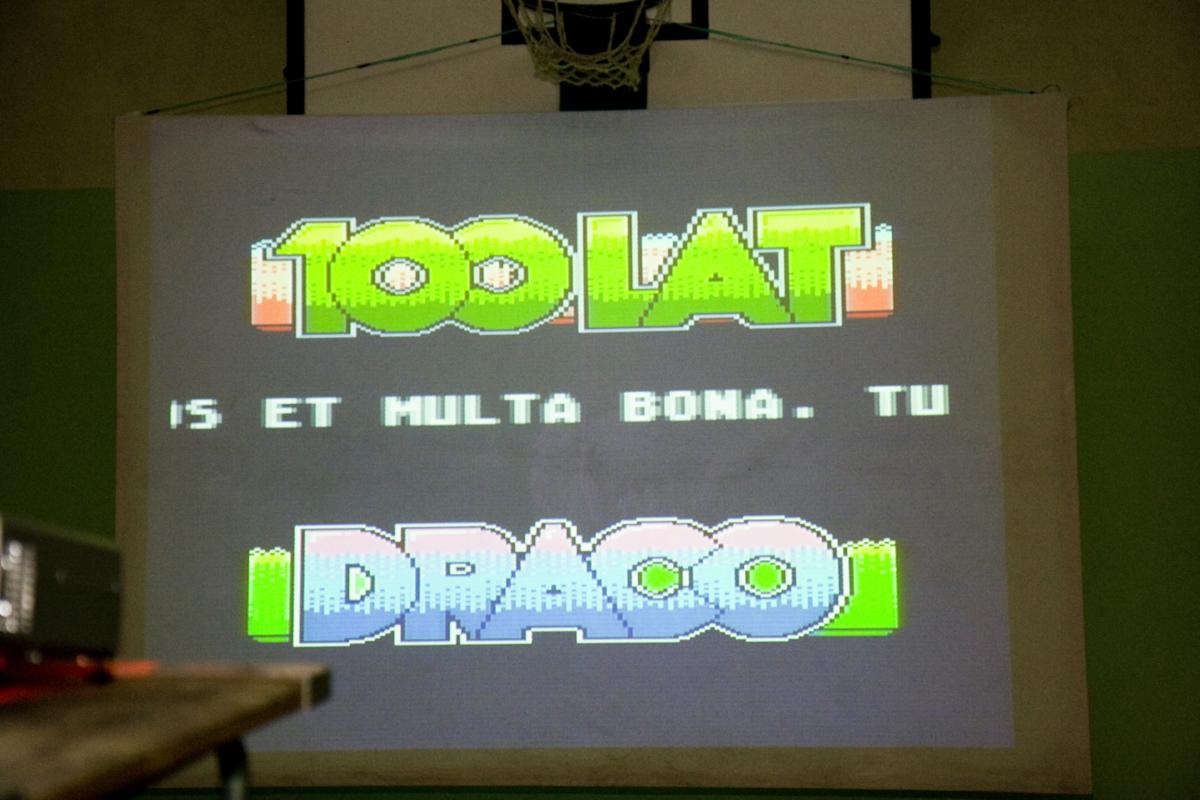 100 LAT
S ET MULTA BONA. TU
DRACO